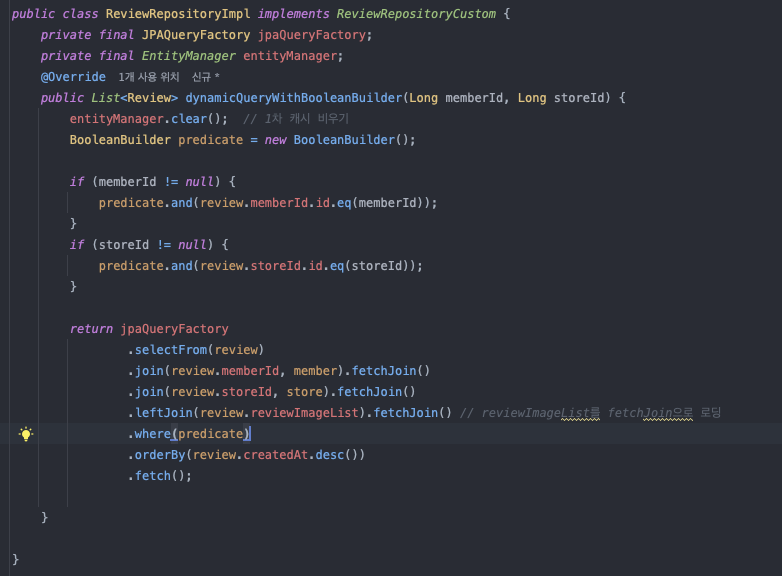 public class ReviewRepositoryImpl implements ReviewRepositoryCustom {
private final JPAQueryFactory jpaQueryFactory;
private final EntityManager entityManager;
@Override 1개 사용 위치 신규 *
public List<Review> dynamicQueryWithBooleanBuilder(Long memberId, Long storeId) {
entityManager.clear(); // 1차 캐시 비우기
BooleanBuilder predicate = new BooleanBuilder();
if (memberId != null) {
predicate.and(review.memberId.id.eq(memberId));
}
if (storeId != null) {
predicate.and(review.storeId.id.eq(storeId));
}
return jpaQueryFactory
.selectFrom(review)
.join(review.memberId, member).fetchJoin()
.join(review.storeId, store).fetchJoin()
.leftJoin(review.reviewImageList).fetchJoin() // reviewImageList를 fetchJoin으로 로딩
.where(predicate)
.orderBy(review.createdAt.desc())
.fetch();
}
}